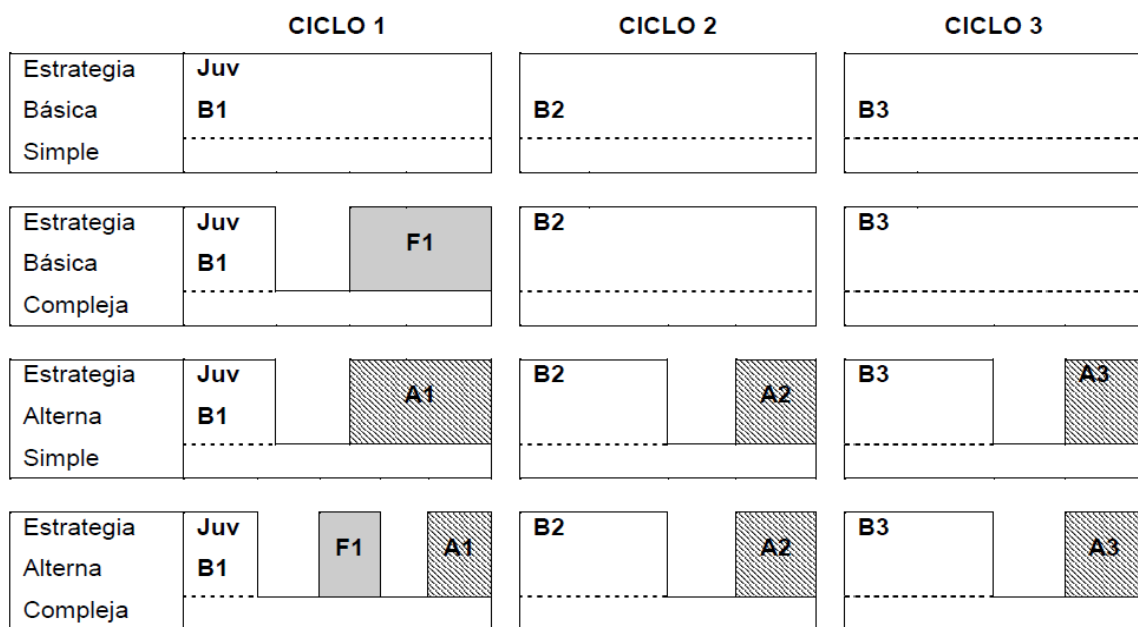 CICLO 1 CICLO 2 CICLO 3
Estrategia Juv
Básica B1 B2 B3
Simple
Estrategia Juv F1 B2 B3
Básica B1
Compleja
Estrategia Juv B2 B3 A3
Alterna B1 A1 A2
Simple
Estrategia Juv B2 B3
Alterna B1 F1 A1 A2 A3
Compleja